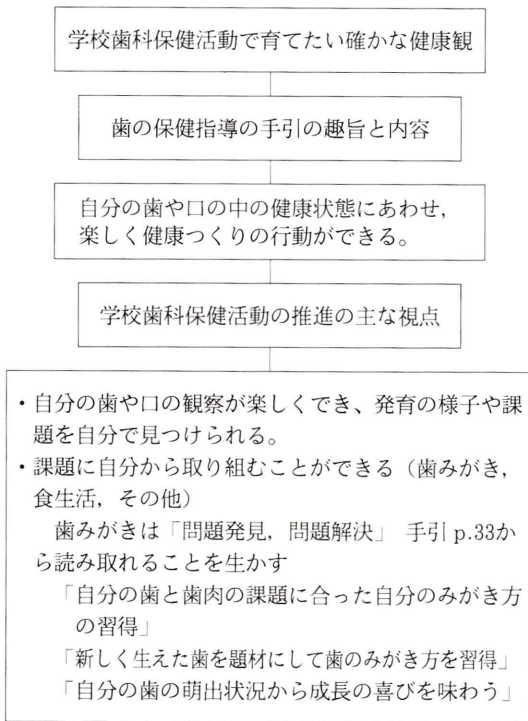 学校歯科保健活動で育てたい確かな健康観
歯の保健指導の手引の趣旨と内容
自分の歯や口の中の健康状態にあわせ，
楽しく健康つくりの行動ができる。
学校歯科保健活動の推進の主な視点
・自分の歯や口の観察が楽しくでき、発育の様子や課
題を自分で見つけられる。
・課題に自分から取り組むことができる（歯みがき，
食生活，その他）
歯みがきは「問題発見，問題解決」 手引 p.33か
ら読み取れることを生かす
「自分の歯と歯肉の課題に合った自分のみがき方
の習得」
「新しく生えた歯を題材にして歯のみがき方を習得」
「自分の歯の萌出状況から成長の喜びを味わう」